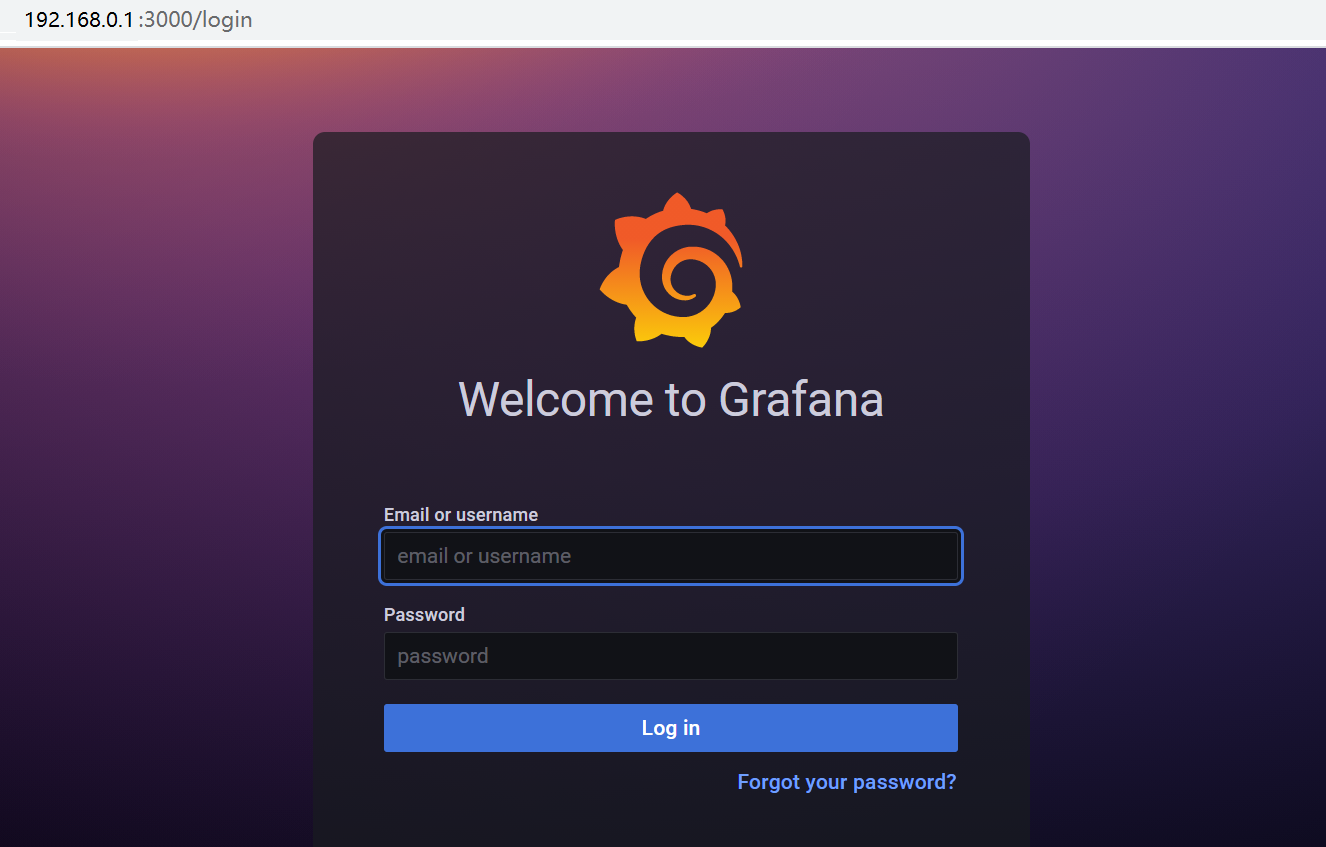 192.168.0.1 :3000/login
Welcome to Grafana
Email or username
email or username
Password
password
Log in
Forgot your password?